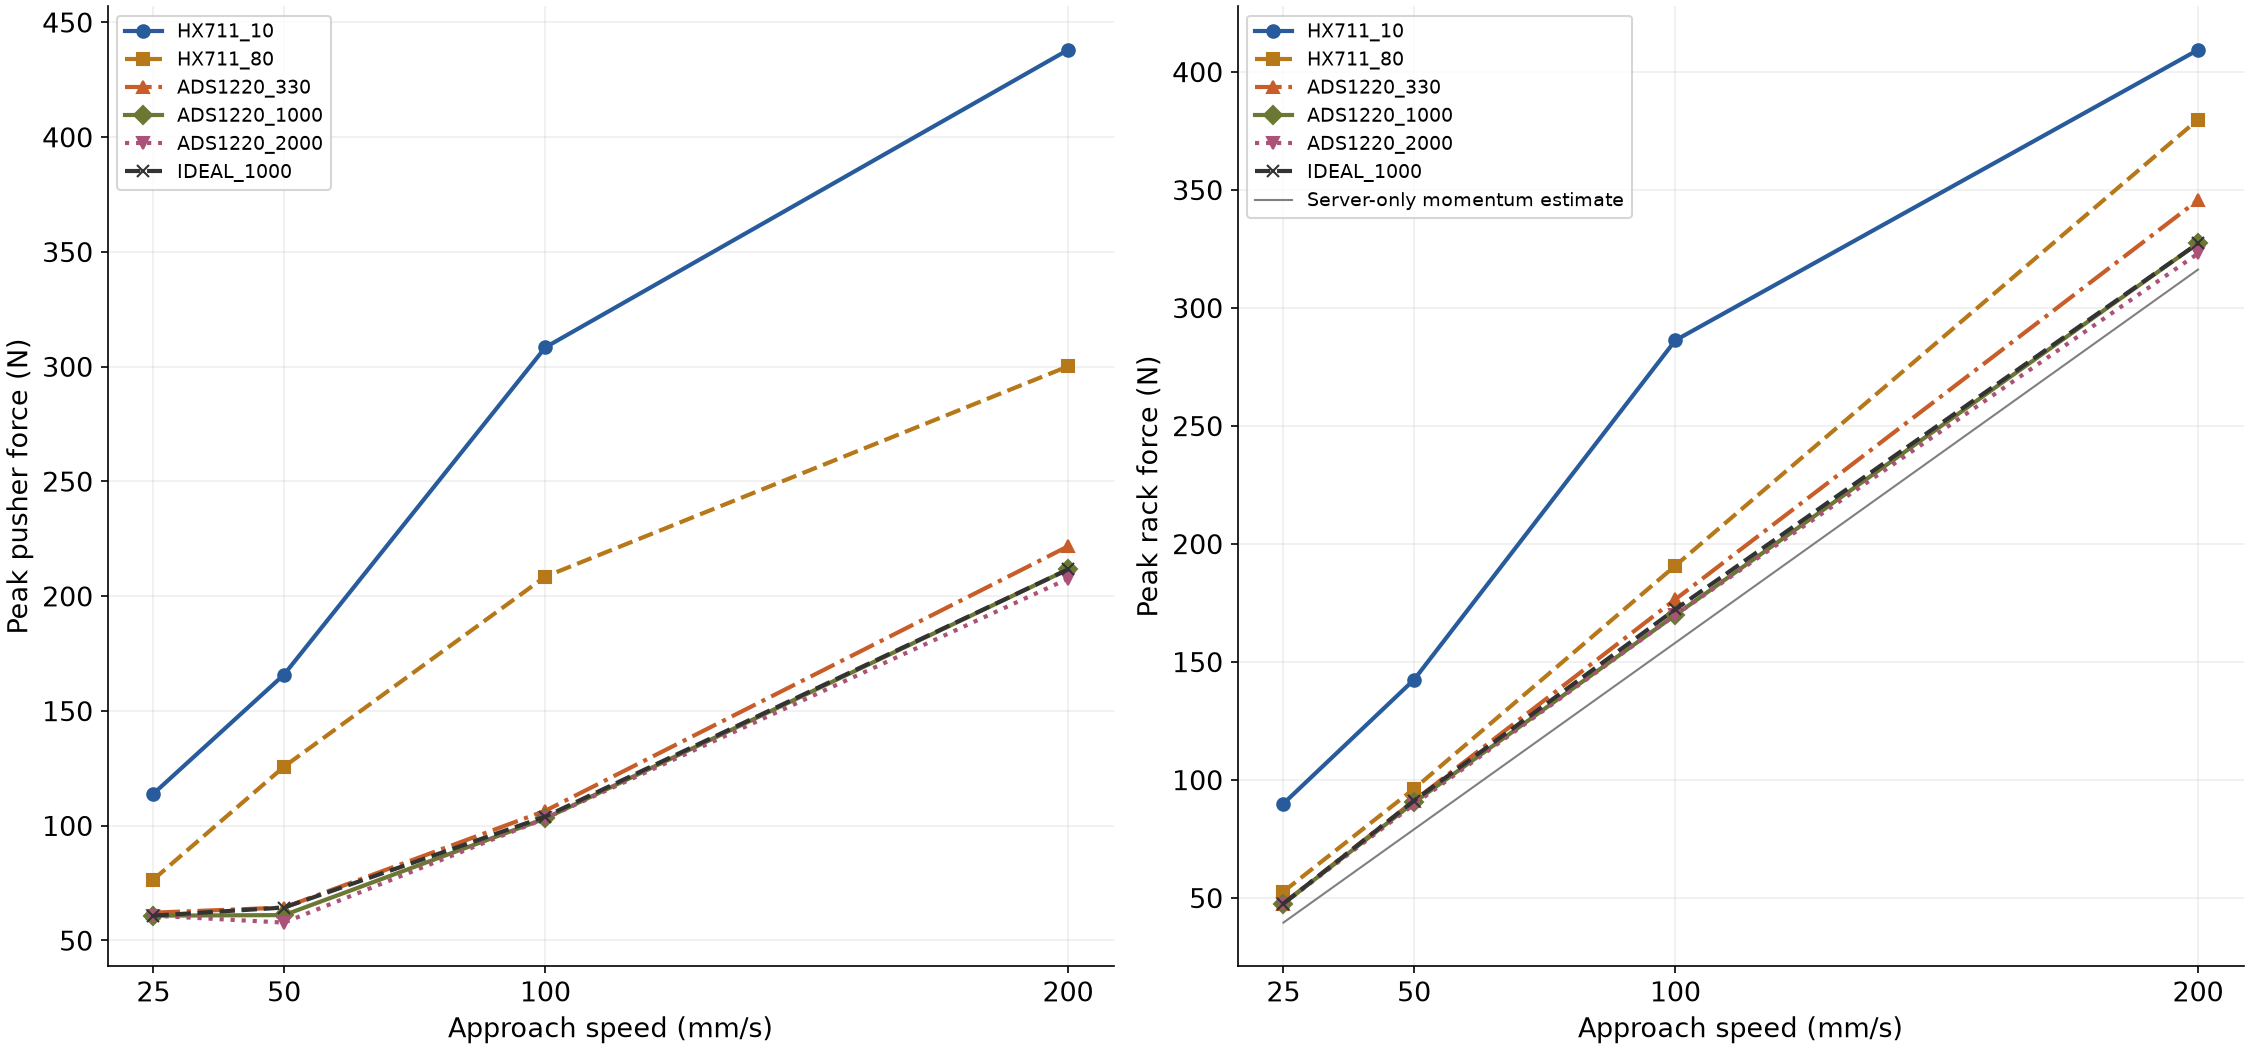 HX711_10
HX711_80
ADS1220_330
ADS1220_1000
ADS1220_2000
IDEAL_1000
Peak pusher force (N)
450
400
350
300
250
200
150
100
50
25 50 100 200
Approach speed (mm/s)
HX711_10
HX711_80
ADS1220_330
ADS1220_1000
ADS1220_2000
IDEAL_1000
Server-only momentum estimate
Peak rack force (N)
400
350
300
250
200
150
100
50
25 50 100 200
Approach speed (mm/s)